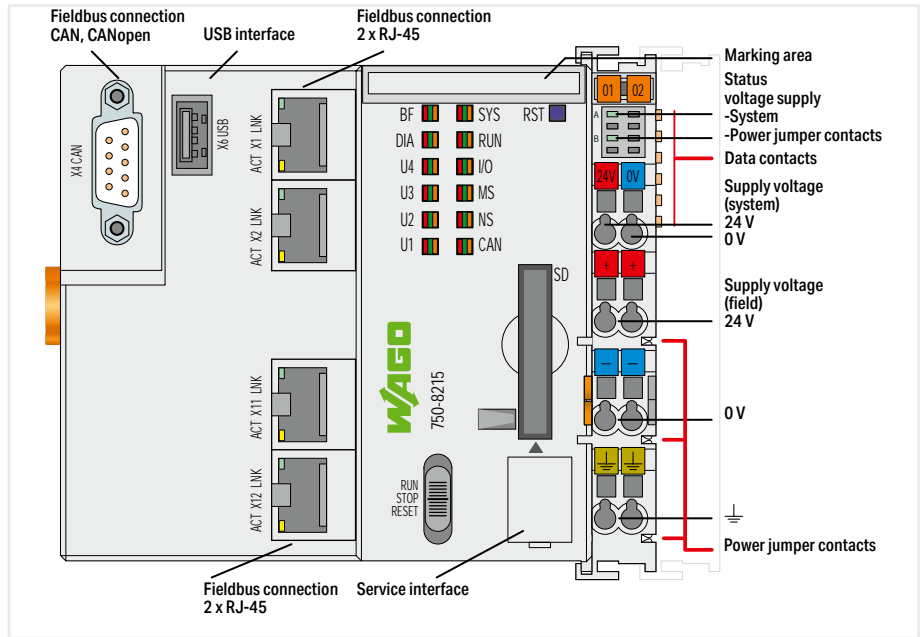 Fieldbus connection
CAN, CANopen
USB interface
Fieldbus connection
2 x RJ-45
X4 CAN
X6 USB
ACT X1 LNK
ACT X2 LNK
ACT X11 LNK
ACT X12 LNK
BF
SYS
RST
DIA
RUN
U4
I/O
U3
MS
U2
NS
U1
CAN
SD
WAGO
750-8215
RUN
STOP
RESET
01 02
A
B
24V 0V
+ +
− −
Marking area
Status
voltage supply
-System
-Power jumper contacts
Data contacts
Supply voltage
(system)
24 V
0 V
Supply voltage
(field)
24 V
0 V
Power jumper contacts
Fieldbus connection
2 x RJ-45
Service interface